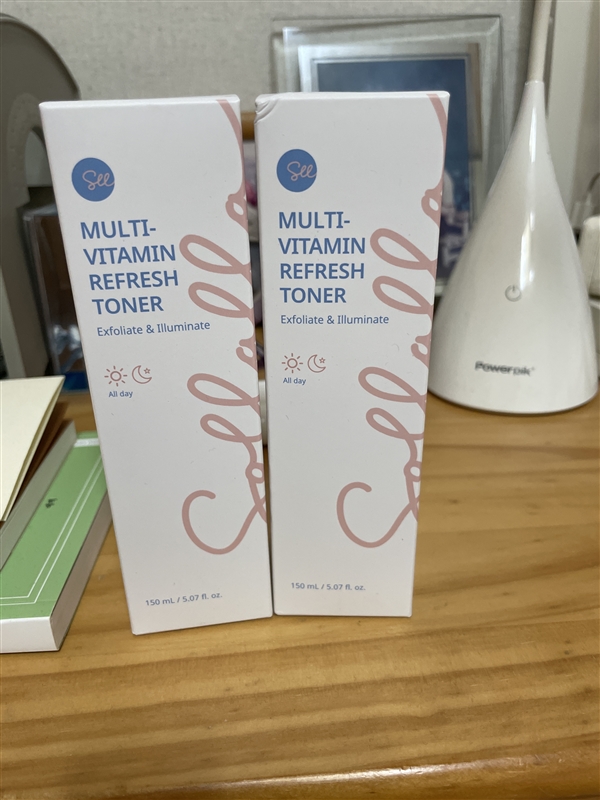 See
MULTI-
VITAMIN
REFRESH
TONER
Exfoliate & Illuminate
All day
150 mL / 5.07 fl. oz.
See
MULTI-
VITAMIN
REFRESH
TONER
Exfoliate & Illuminate
All day
150 mL / 5.07 fl. oz.
Powerpik